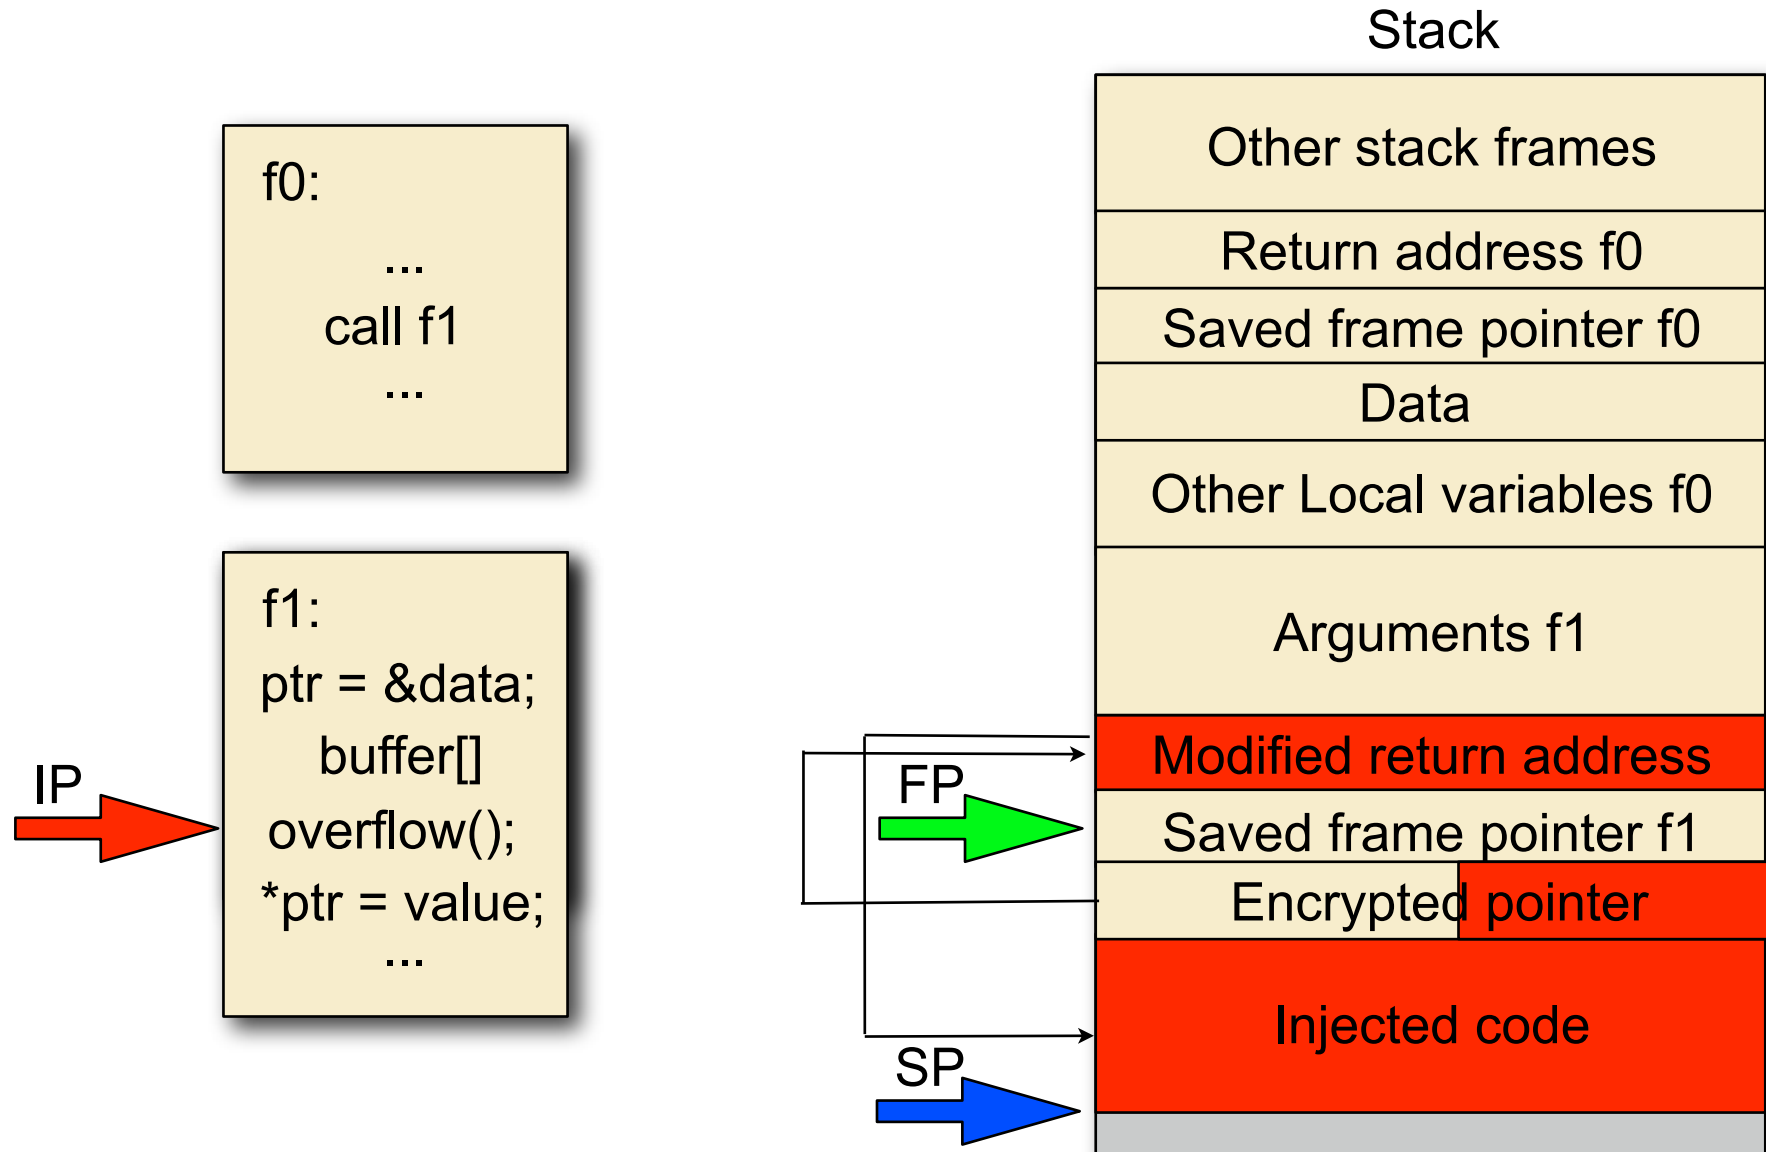 Stack
f0:
...
call f1
...
f1:
ptr = &data;
buffer[]
overflow();
*ptr = value;
...
IP
FP
SP
Other stack frames
Return address f0
Saved frame pointer f0
Data
Other Local variables f0
Arguments f1
Modified return address
Saved frame pointer f1
Encrypted pointer
Injected code